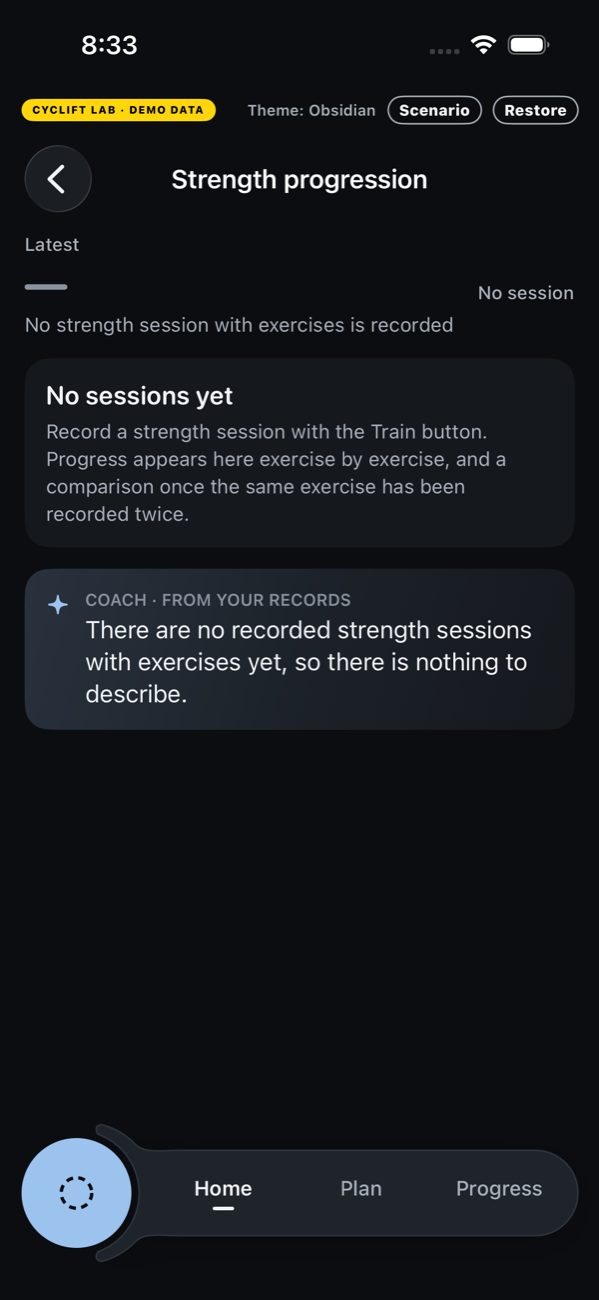 8:33
CYCLIFT LAB · DEMO DATA
Theme: Obsidian
Scenario
Restore
Strength progression
Latest
No session
No strength session with exercises is recorded
No sessions yet
Record a strength session with the Train button.
Progress appears here exercise by exercise, and a
comparison once the same exercise has been
recorded twice.
COACH · FROM YOUR RECORDS
There are no recorded strength sessions
with exercises yet, so there is nothing to
describe.
Home
Plan
Progress